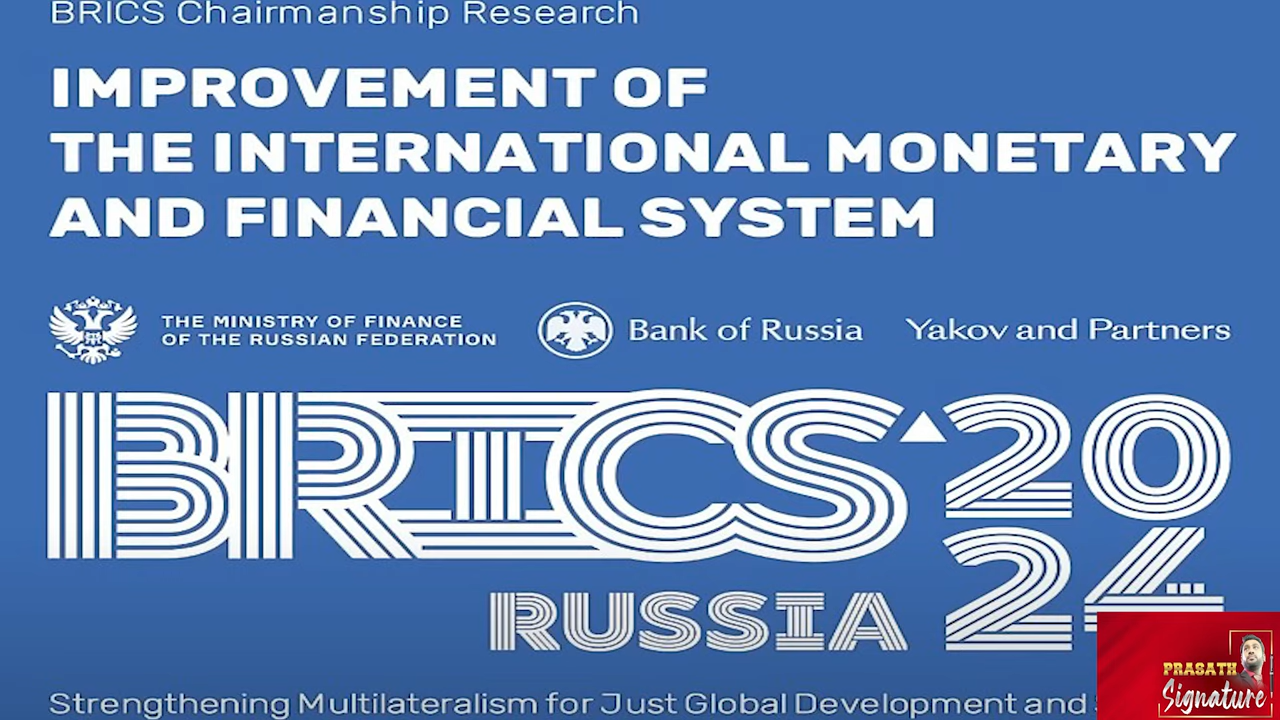 BRICS Chairmanship Research
IMPROVEMENT OF
THE INTERNATIONAL MONETARY
AND FINANCIAL SYSTEM
THE MINISTRY OF FINANCE
OF THE RUSSIAN FEDERATION
Bank of Russia
Yakov and Partners
BRICS 20
24
RUSSIA
Strengthening Multilateralism for Just Global Development and
PRASATH
Signature